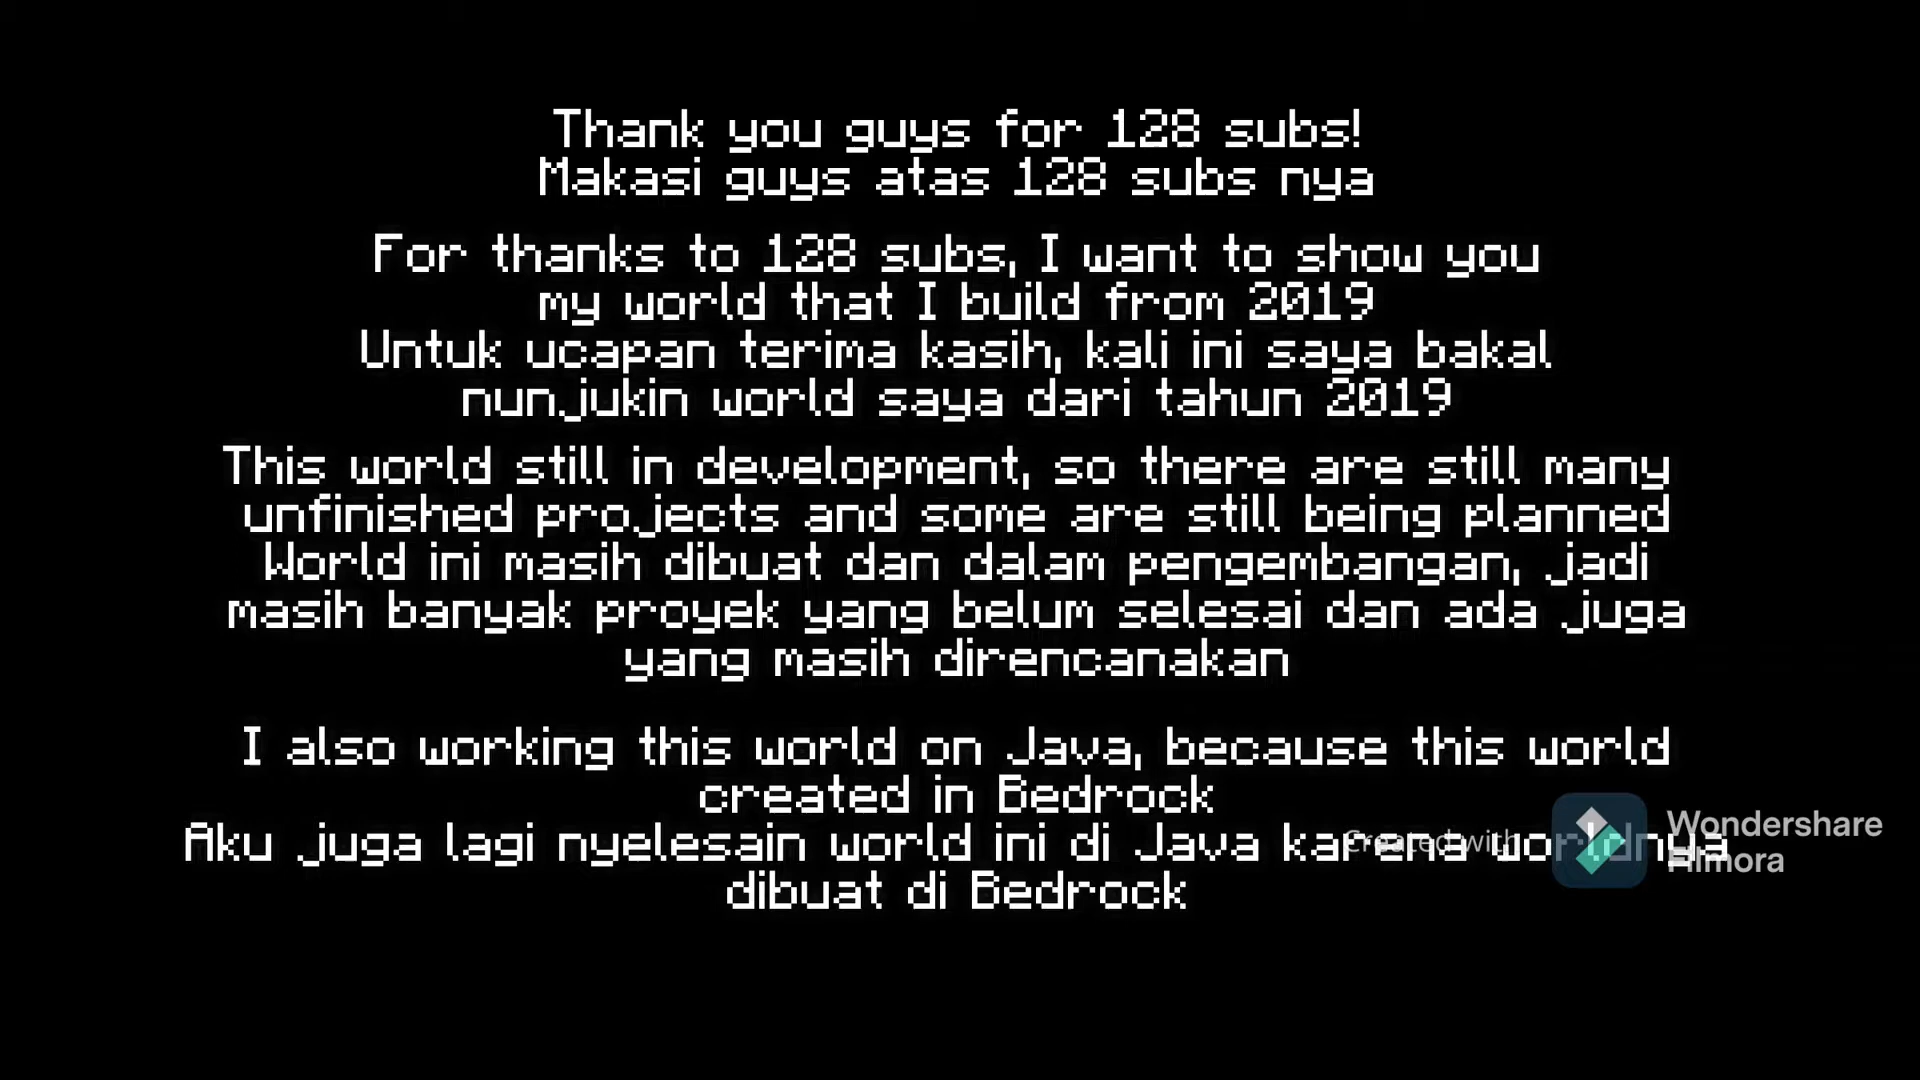 Thank you guys for 128 subs!
Makasi guys atas 128 subs nya
For thanks to 128 subs, I want to show you
my world that I build from 2019
Untuk ucapan terima kasih, kali ini saya bakal
nunjukin world saya dari tahun 2019
This world still in development, so there are still many
unfinished projects and some are still being planned
World ini masih dibuat dan dalam pengembangan, jadi
masih banyak proyek yang belum selesai dan ada juga
yang masih direncanakan
I also working this world on Java, because this world
created in Bedrock
Aku juga lagi nyelesain world ini di Java karena worldnya
dibuat di Bedrock
Created with
Wondershare
Filmora